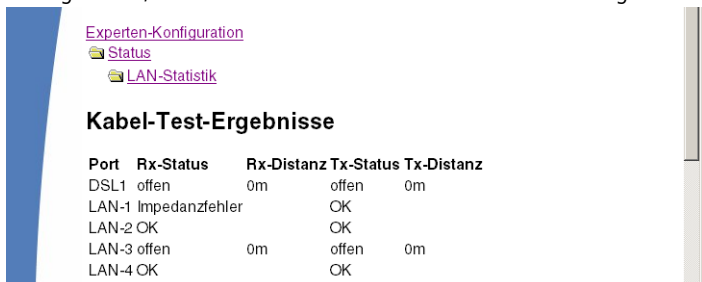 Experten-Konfiguration
Status
LAN-Statistik
Kabel-Test-Ergebnisse
Port Rx-Status Rx-Distanz Tx-Status Tx-Distanz
DSL1 offen 0m offen 0m
LAN-1 Impedanzfehler OK
LAN-2 OK OK
LAN-3 offen 0m offen 0m
LAN-4 OK OK